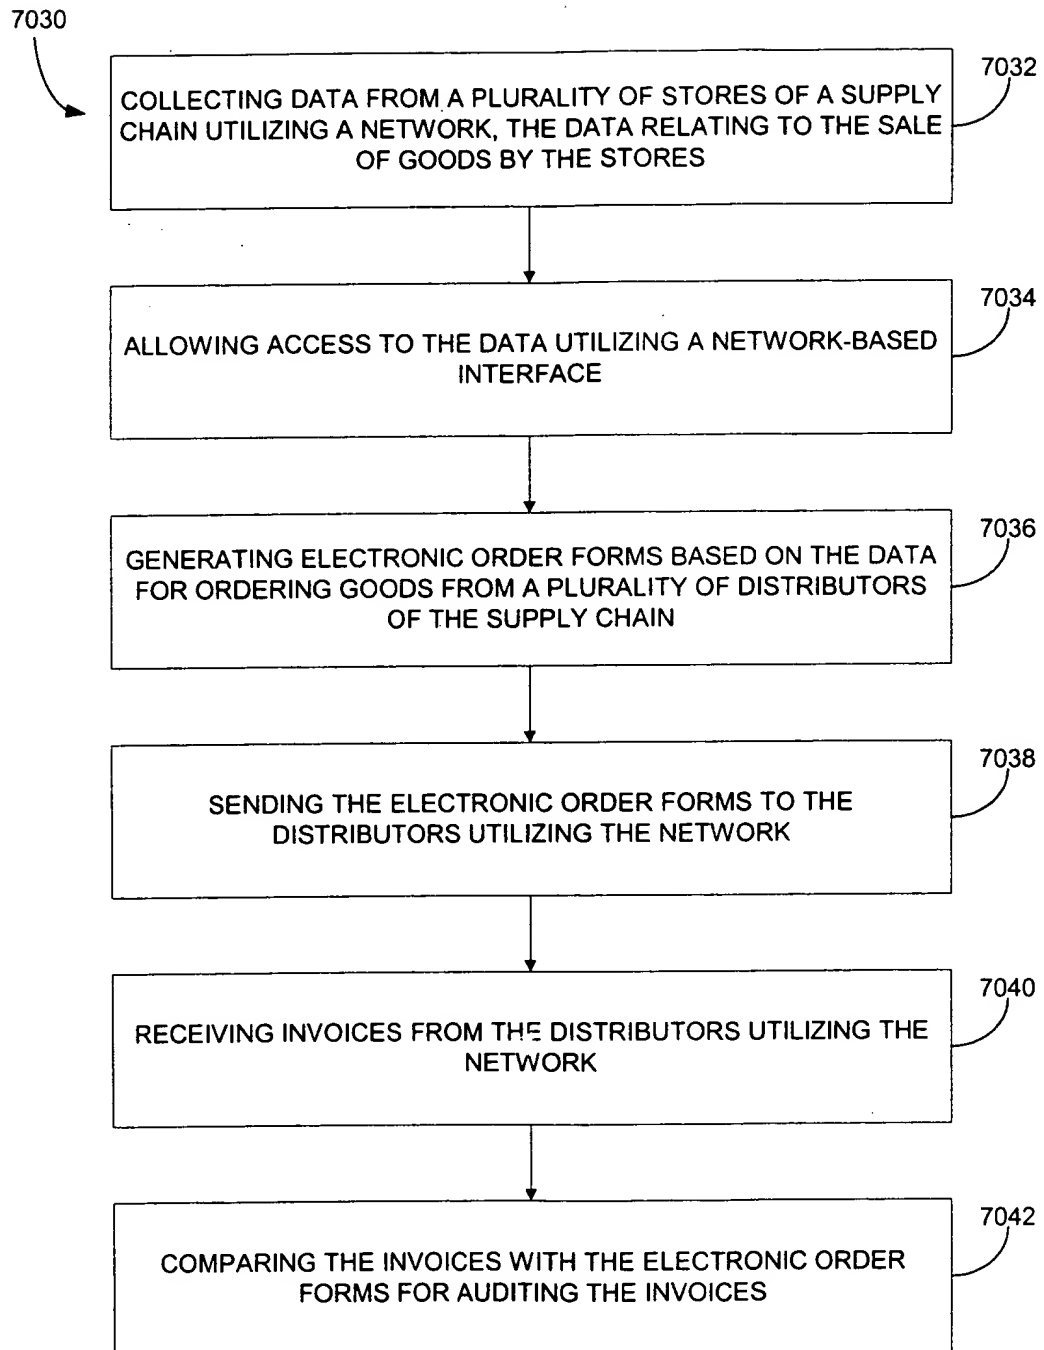 7030
7032
COLLECTING DATA FROM A PLURALITY OF STORES OF A SUPPLY
CHAIN UTILIZING A NETWORK, THE DATA RELATING TO THE SALE
OF GOODS BY THE STORES
7034
ALLOWING ACCESS TO THE DATA UTILIZING A NETWORK-BASED
INTERFACE
7036
GENERATING ELECTRONIC ORDER FORMS BASED ON THE DATA
FOR ORDERING GOODS FROM A PLURALITY OF DISTRIBUTORS
OF THE SUPPLY CHAIN
7038
SENDING THE ELECTRONIC ORDER FORMS TO THE
DISTRIBUTORS UTILIZING THE NETWORK
7040
RECEIVING INVOICES FROM THE DISTRIBUTORS UTILIZING THE
NETWORK
7042
COMPARING THE INVOICES WITH THE ELECTRONIC ORDER
FORMS FOR AUDITING THE INVOICES